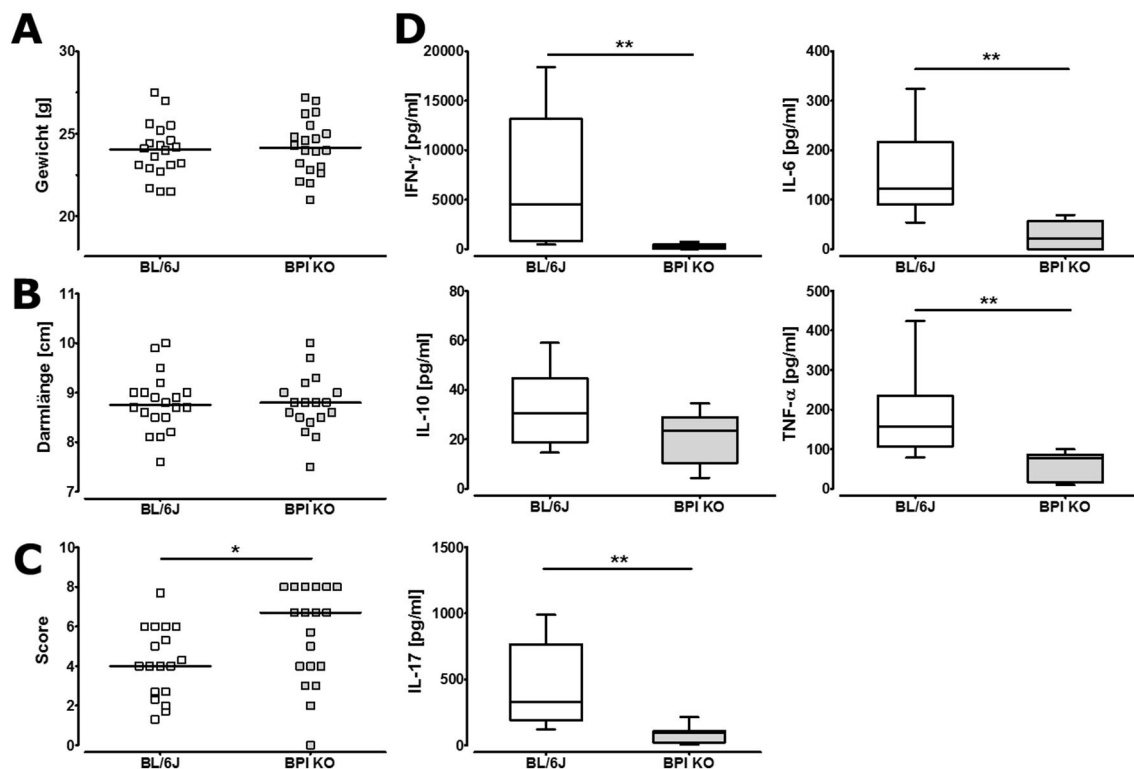 A
Gewicht [g]
30
25
20
BL/6J BPI KO
B
Darmlänge [cm]
11
10
9
8
7
BL/6J BPI KO
C
Score
10
8
6
4
2
0
*
BL/6J BPI KO
D
IFN-γ [pg/ml]
20000
15000
10000
5000
0
**
BL/6J BPI KO
IL-6 [pg/ml]
400
300
200
100
0
**
BL/6J BPI KO
IL-10 [pg/ml]
80
60
40
20
0
BL/6J BPI KO
TNF-α [pg/ml]
500
400
300
200
100
0
**
BL/6J BPI KO
IL-17 [pg/ml]
1500
1000
500
0
**
BL/6J BPI KO